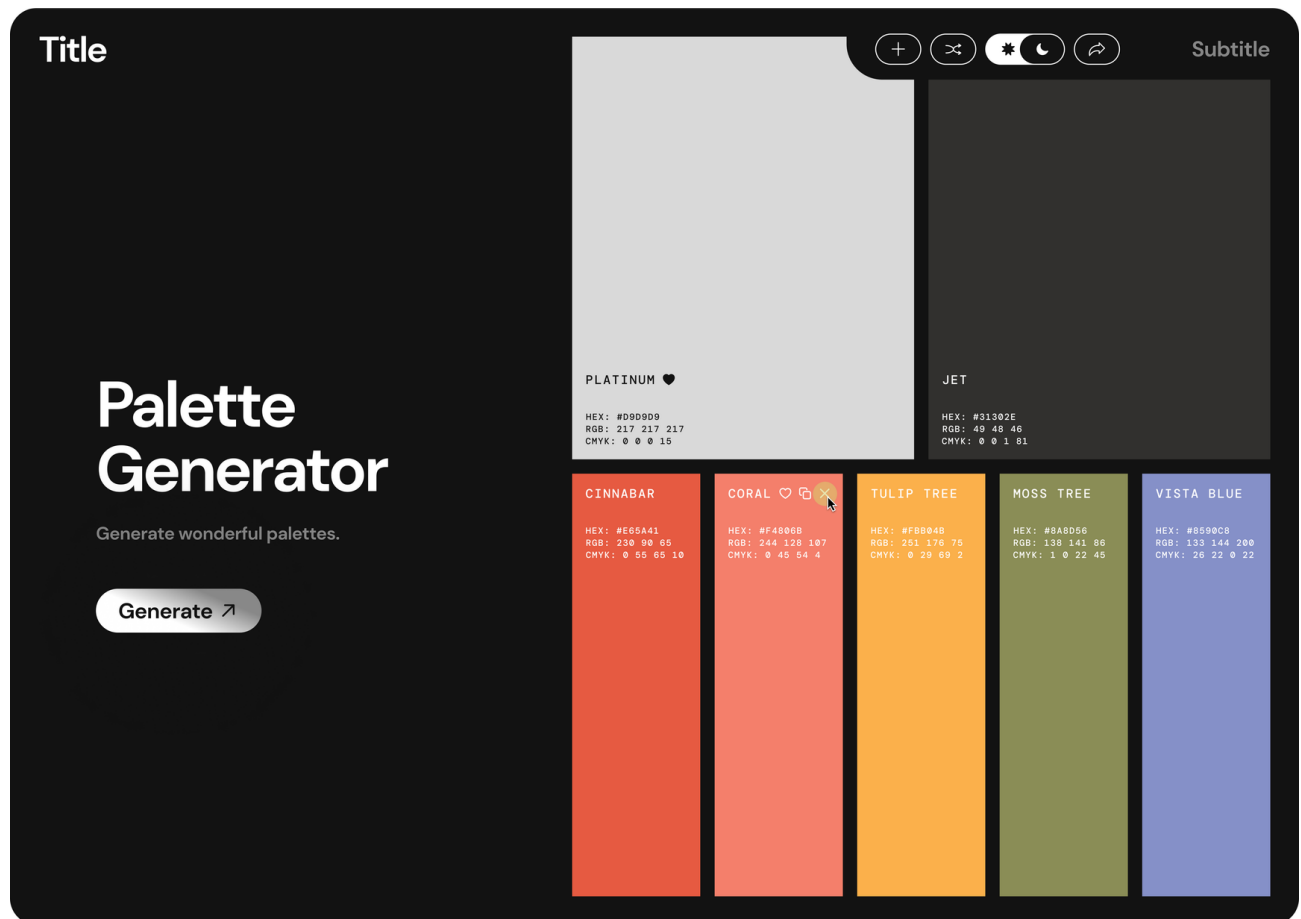 Title
Subtitle
Palette
Generator
Generate wonderful palettes.
Generate
PLATINUM
HEX: #D9D9D9
RGB: 217 217 217
CMYK: 0 0 0 15
JET
HEX: #31302E
RGB: 49 48 46
CMYK: 0 0 1 81
CINNABAR
HEX: #E65A41
RGB: 230 90 65
CMYK: 0 55 65 10
CORAL
HEX: #F4806B
RGB: 244 128 107
CMYK: 0 45 54 4
TULIP TREE
HEX: #FBB04B
RGB: 251 176 75
CMYK: 0 29 69 2
MOSS TREE
HEX: #8A8D56
RGB: 138 141 86
CMYK: 1 0 22 45
VISTA BLUE
HEX: #8590C8
RGB: 133 144 200
CMYK: 26 22 0 22